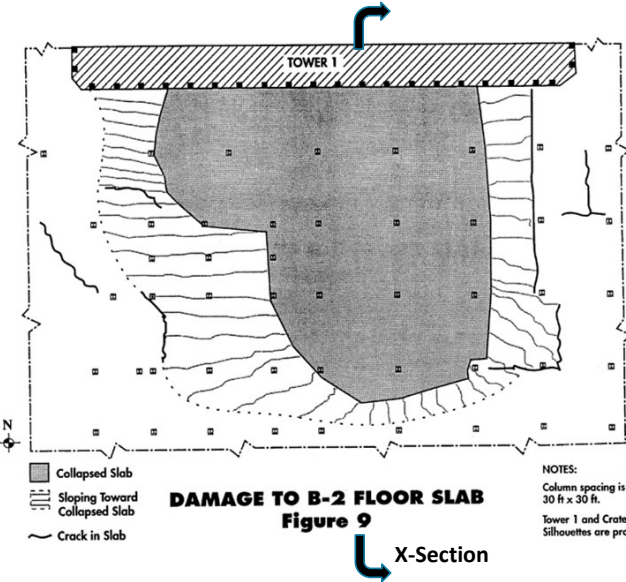 TOWER 1
N
Collapsed Slab
Sloping Toward
Collapsed Slab
Crack in Slab
DAMAGE TO B-2 FLOOR SLAB
Figure 9
X-Section
NOTES:
Column spacing is
30 ft x 30 ft.
Tower 1 and Crate
Silhouettes are pro